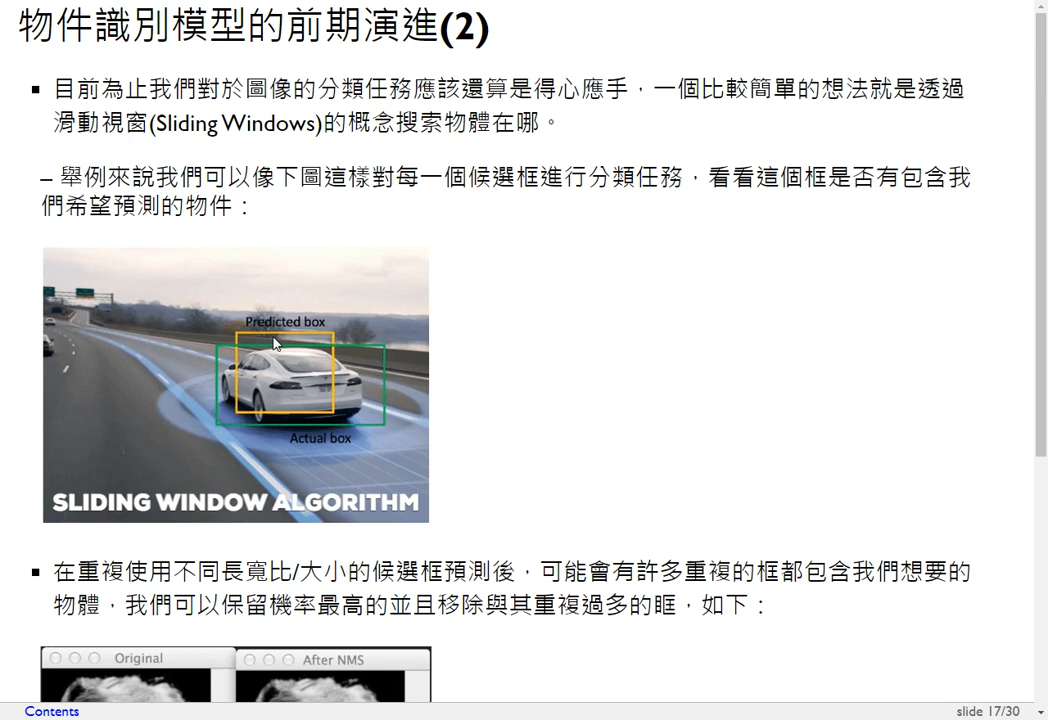 物件識別模型的前期演進(2)
▪ 目前為止我們對於圖像的分類任務應該還算是得心應手，一個比較簡單的想法就是透過
滑動視窗(Sliding Windows)的概念搜索物體在哪。
– 舉例來說我們可以像下圖這樣對每一個候選框進行分類任務，看看這個框是否有包含我
們希望預測的物件：
Predicted box
Actual box
SLIDING WINDOW ALGORITHM
▪ 在重複使用不同長寬比/大小的候選框預測後，可能會有許多重複的框都包含我們想要的
物體，我們可以保留機率最高的並且移除與其重複過多的眶，如下：
Original
After NMS
Contents
slide 17/30